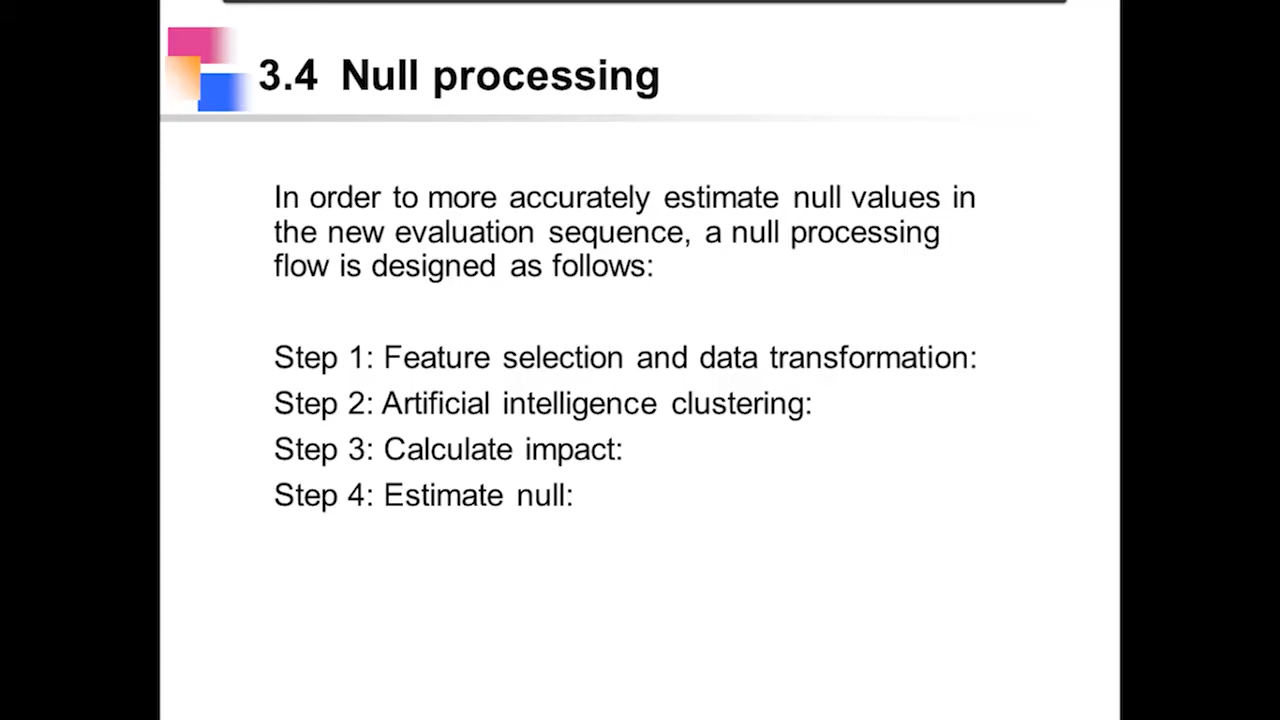 3.4 Null processing
In order to more accurately estimate null values in
the new evaluation sequence, a null processing
flow is designed as follows:
Step 1: Feature selection and data transformation:
Step 2: Artificial intelligence clustering:
Step 3: Calculate impact:
Step 4: Estimate null: